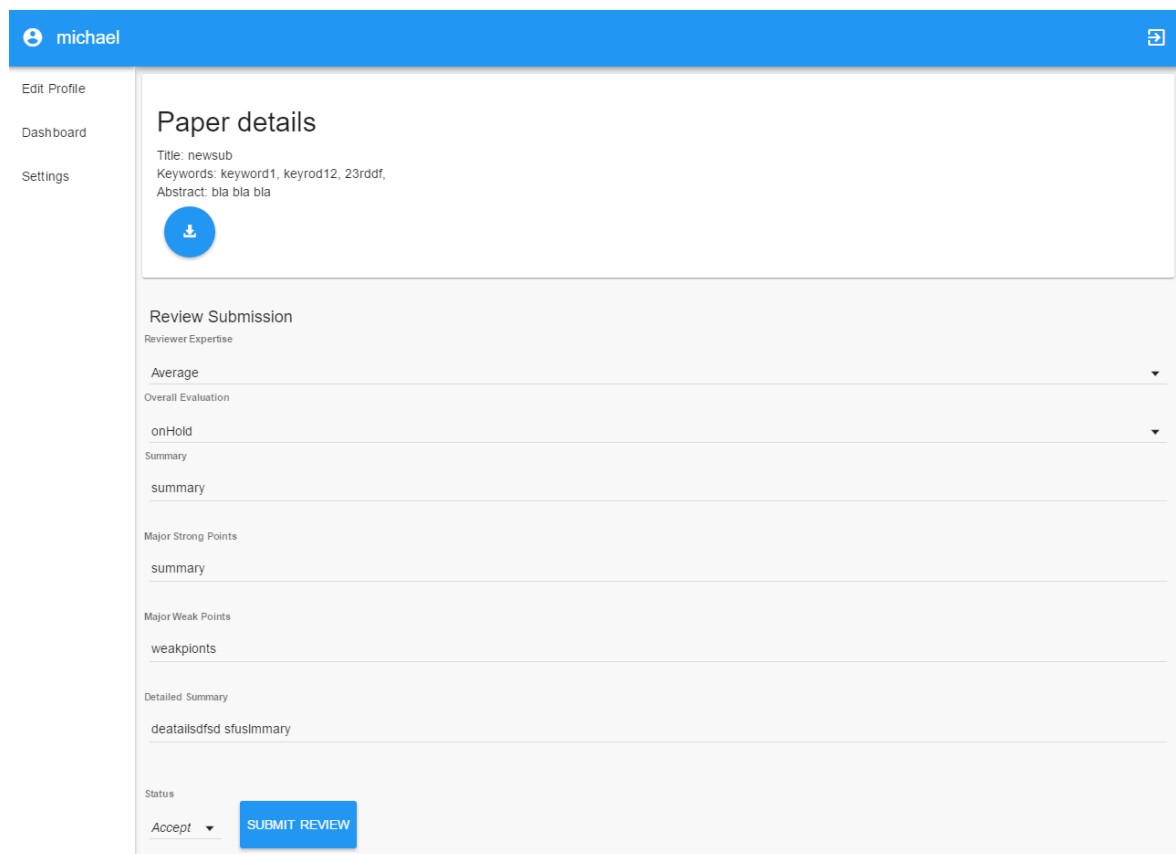 michael
Edit Profile
Dashboard
Settings
Paper details
Title: newsub
Keywords: keyword1, keyrod12, 23rddf,
Abstract: bla bla bla
Review Submission
Reviewer Expertise
Average
Overall Evaluation
onHold
Summary
summary
Major Strong Points
summary
Major Weak Points
weakpionts
Detailed Summary
deatailsdfsd sfuslmmary
Status
Accept
SUBMIT REVIEW